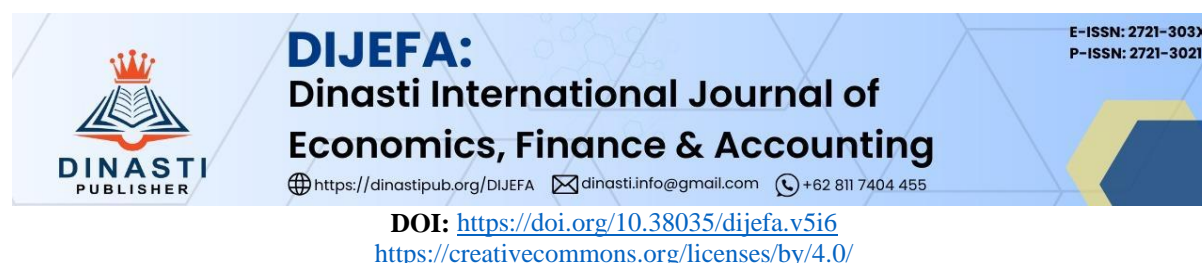 DINASTI
PUBLISHER
DIJEFA:
Dinasti International Journal of
Economics, Finance & Accounting
https://dinastipub.org/DIJEFA dinasti.info@gmail.com +62 811 7404 455
E-ISSN: 2721-303X
P-ISSN: 2721-3021
DOI: https://doi.org/10.38035/dijefa.v5i6
https://creativecommons.org/licenses/by/4.0/